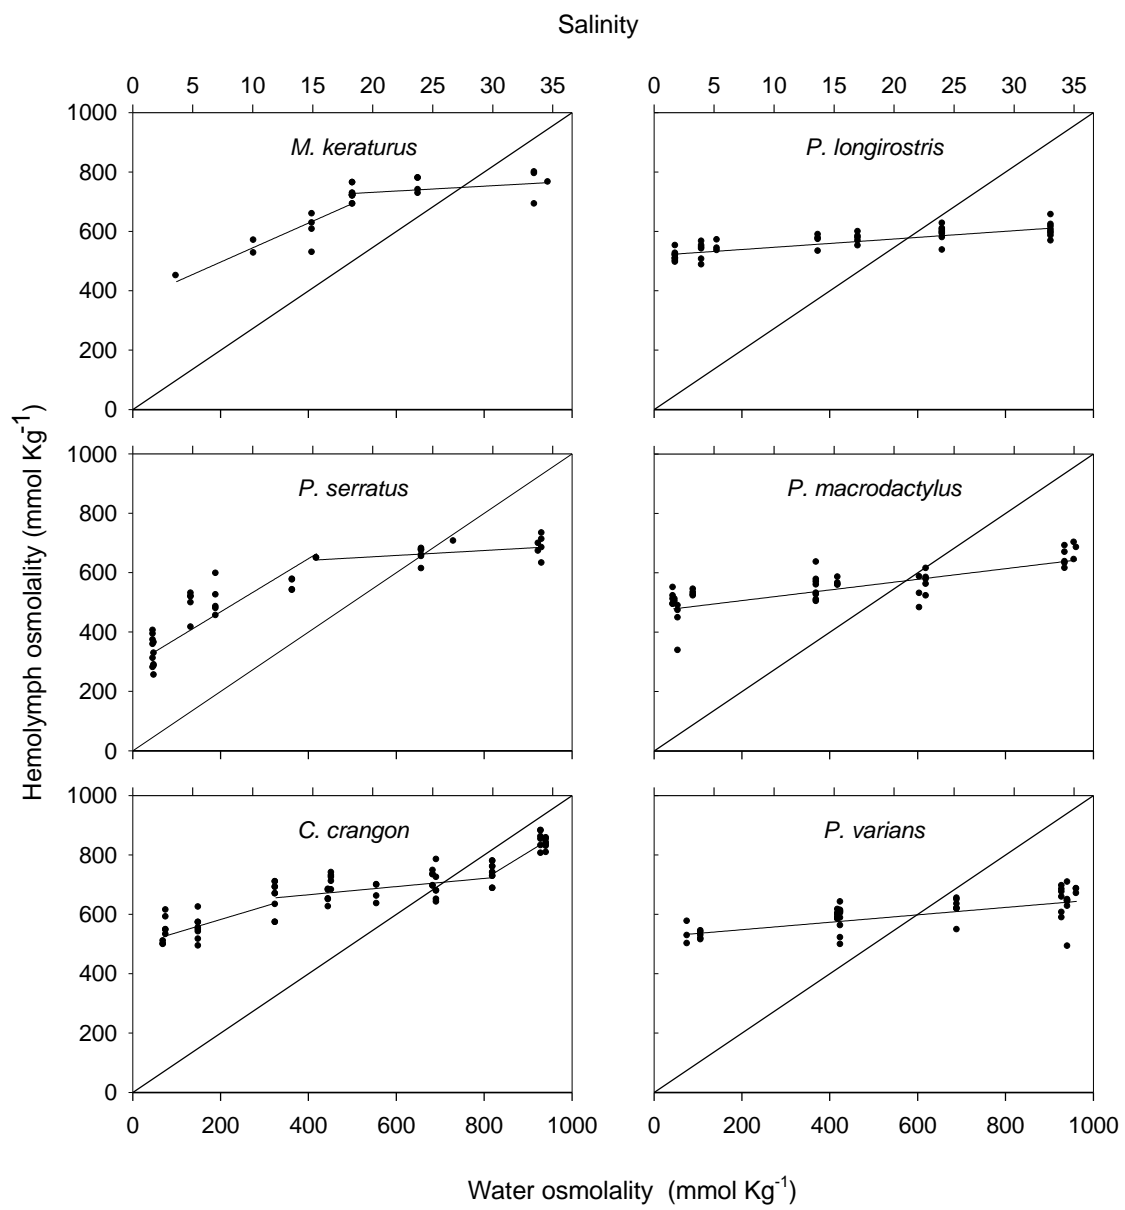 Salinity
0 5 10 15 20 25 30 35
0 5 10 15 20 25 30 35
1000
800
600
400
200
0
M. keraturus
P. longirostris
1000
800
600
400
200
0
P. serratus
P. macrodactylus
1000
800
600
400
200
0
C. crangon
P. varians
0 200 400 600 800 1000
0 200 400 600 800 1000
Hemolymph osmolality (mmol Kg-1)
Water osmolality (mmol Kg-1)